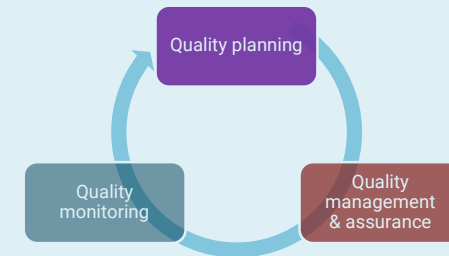 Quality planning
Quality
monitoring
Quality
management
& assurance